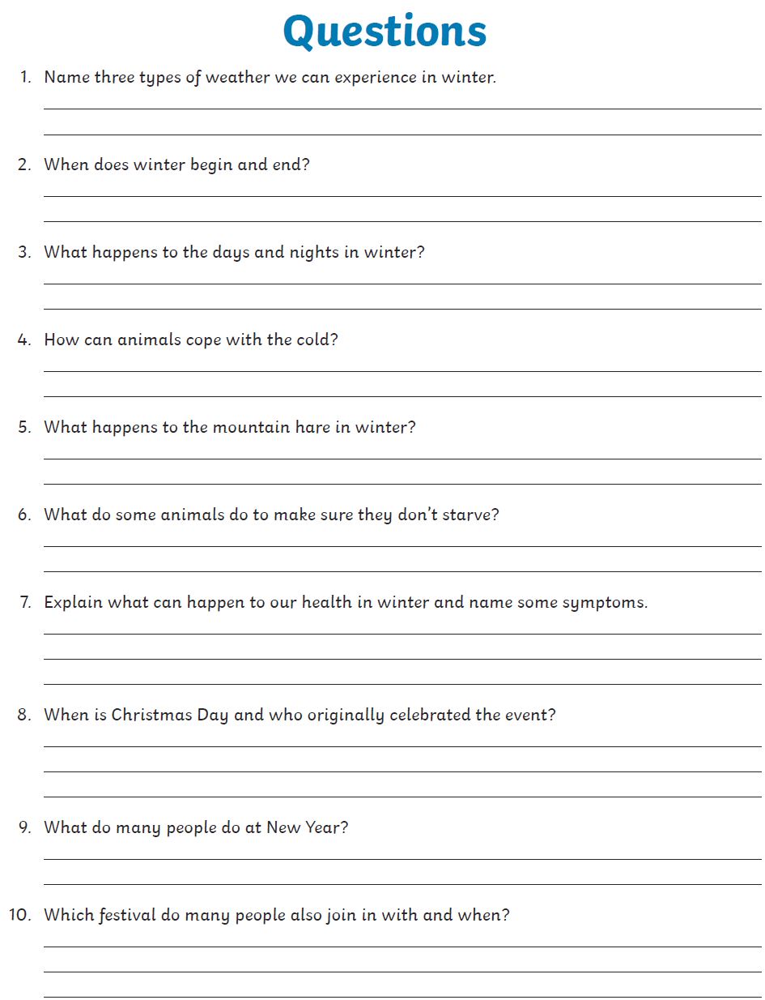 Questions
1. Name three types of weather we can experience in winter.
2. When does winter begin and end?
3. What happens to the days and nights in winter?
4. How can animals cope with the cold?
5. What happens to the mountain hare in winter?
6. What do some animals do to make sure they don't starve?
7. Explain what can happen to our health in winter and name some symptoms.
8. When is Christmas Day and who originally celebrated the event?
9. What do many people do at New Year?
10. Which festival do many people also join in with and when?